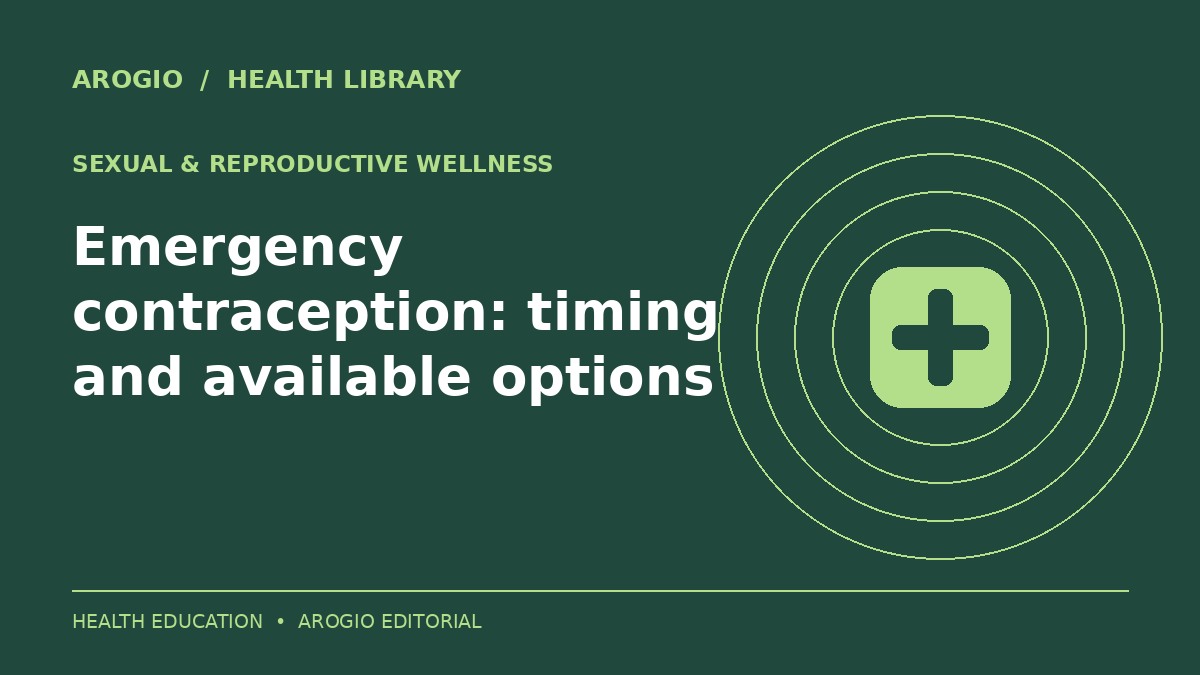 AROGIO / HEALTH LIBRARY
SEXUAL & REPRODUCTIVE WELLNESS
Emergency
contraception: timing
and available options
HEALTH EDUCATION • AROGIO EDITORIAL